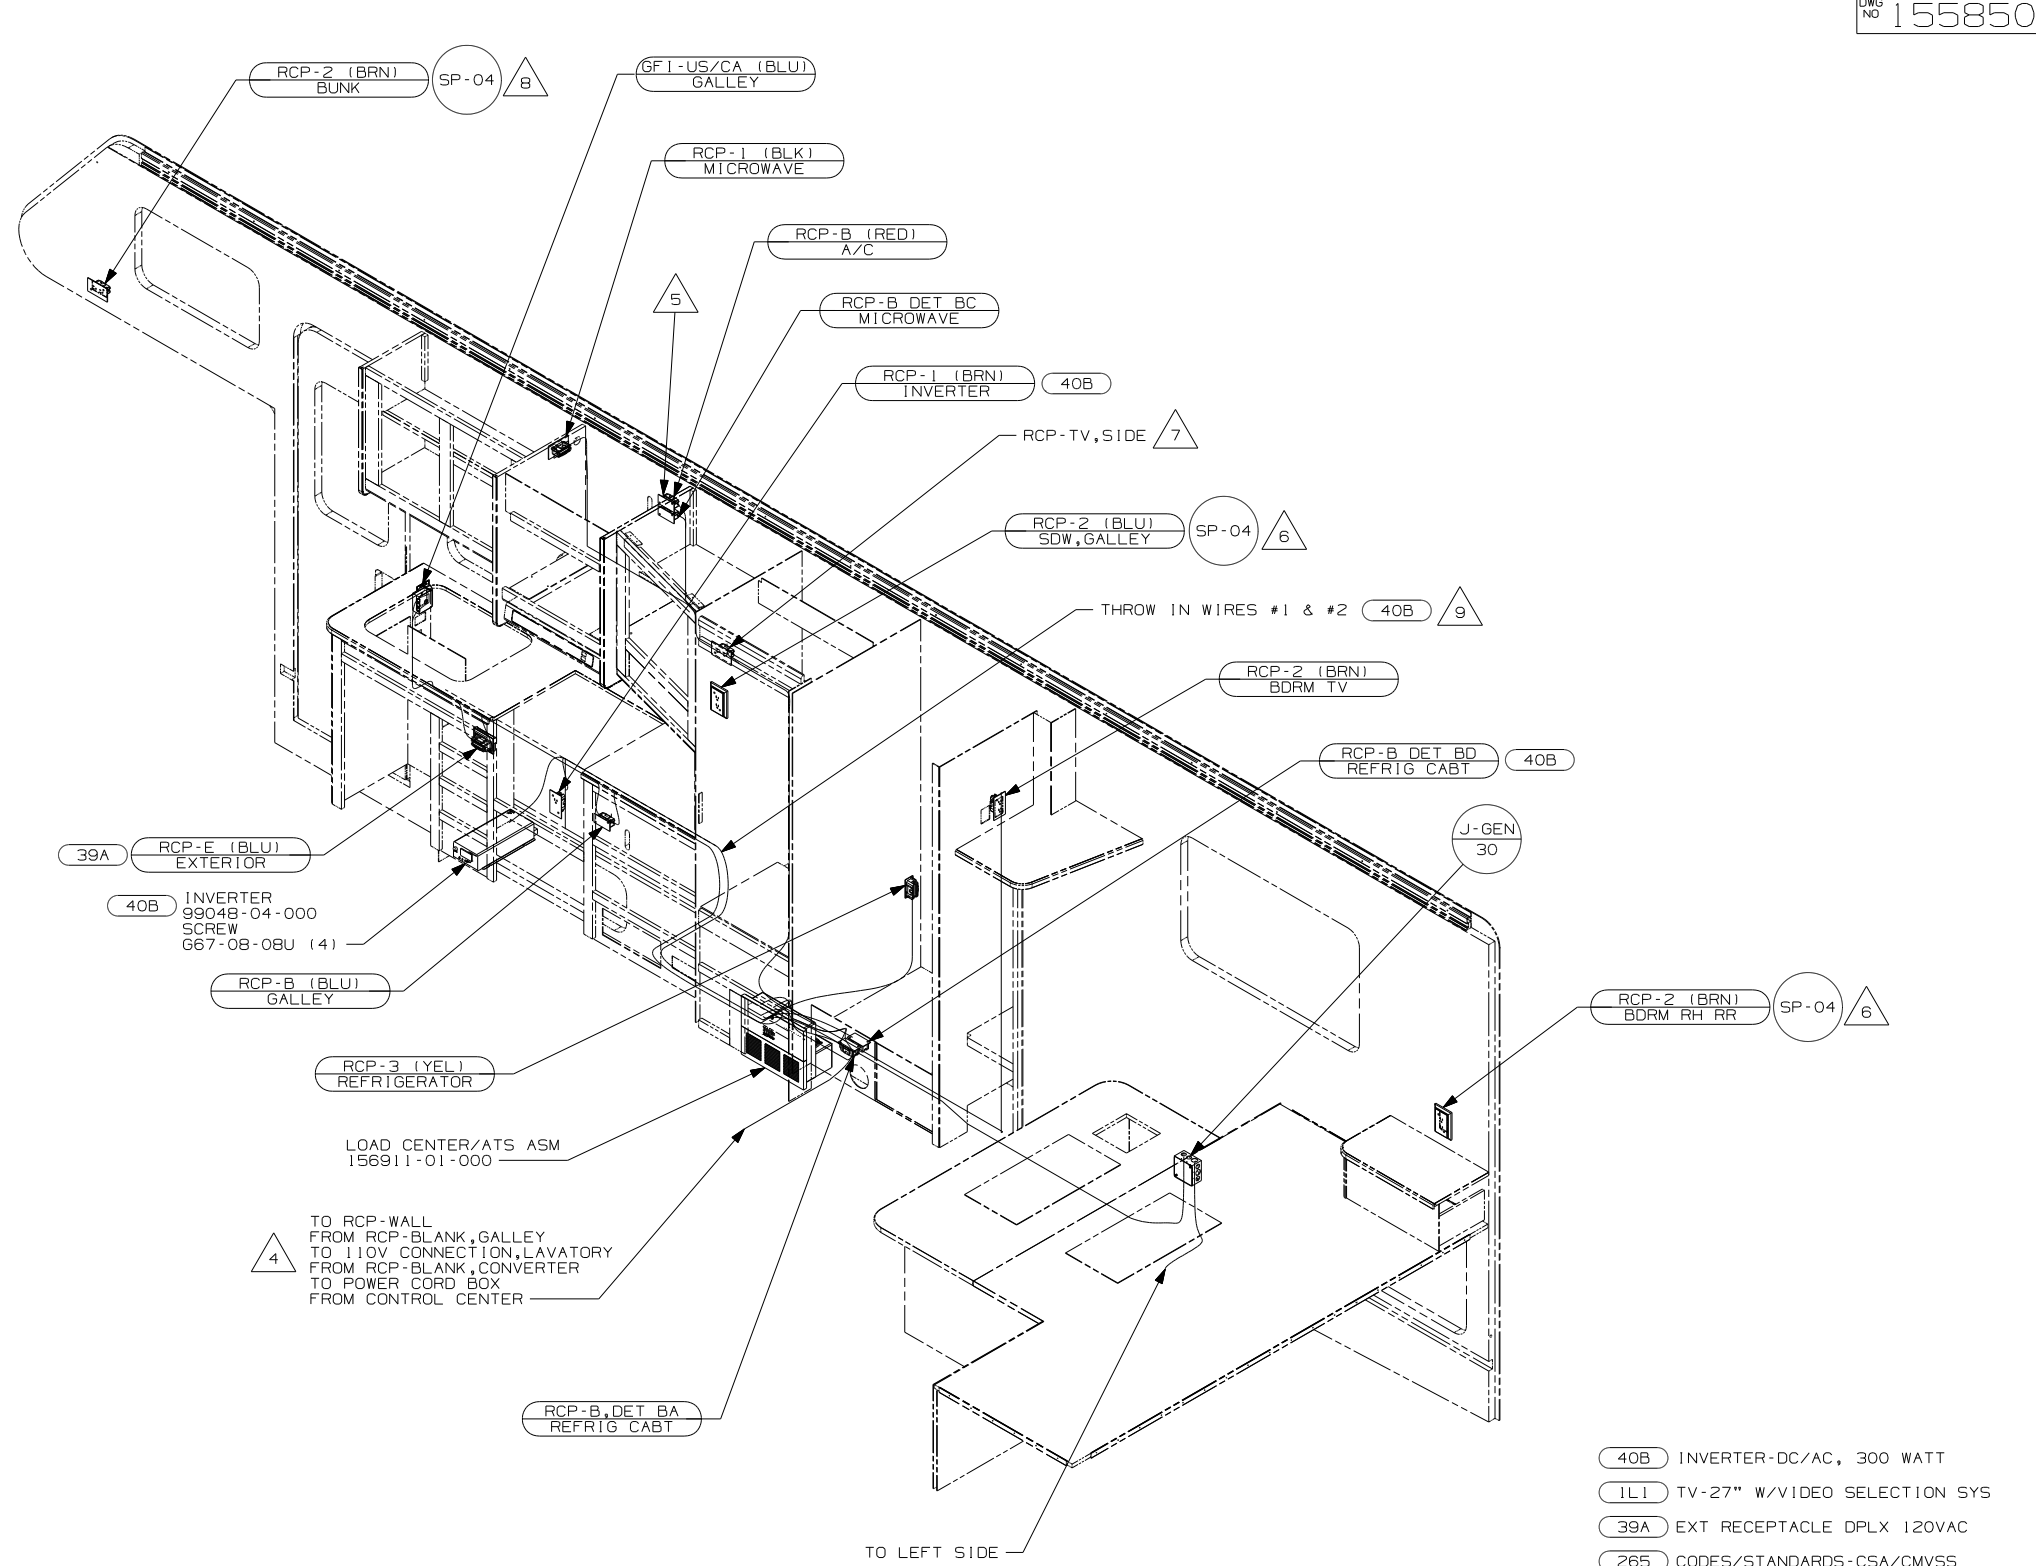 DWG
NO 155850
RCP-2 (BRN)
BUNK
SP-04
8
GFI-US/CA (BLU)
GALLEY
RCP-1 (BLK)
MICROWAVE
RCP-B (RED)
A/C
5
RCP-B DET BC
MICROWAVE
RCP-1 (BRN)
INVERTER
40B
RCP-TV,SIDE
7
RCP-2 (BLU)
SDW,GALLEY
SP-04
6
THROW IN WIRES #1 & #2
40B
9
RCP-2 (BRN)
BDRM TV
RCP-B DET BD
REFRIG CABT
40B
J-GEN
30
39A
RCP-E (BLU)
EXTERIOR
40B
INVERTER
99048-04-000
SCREW
G67-08-08U (4)
RCP-B (BLU)
GALLEY
RCP-2 (BRN)
BDRM RH RR
SP-04
6
RCP-3 (YEL)
REFRIGERATOR
LOAD CENTER/ATS ASM
156911-01-000
4
TO RCP-WALL
FROM RCP-BLANK,GALLEY
TO 110V CONNECTION,LAVATORY
FROM RCP-BLANK,CONVERTER
TO POWER CORD BOX
FROM CONTROL CENTER
RCP-B,DET BA
REFRIG CABT
TO LEFT SIDE
40B INVERTER-DC/AC, 300 WATT
1L1 TV-27" W/VIDEO SELECTION SYS
39A EXT RECEPTACLE DPLX 120VAC
265 CODES/STANDARDS-CSA/CMVSS